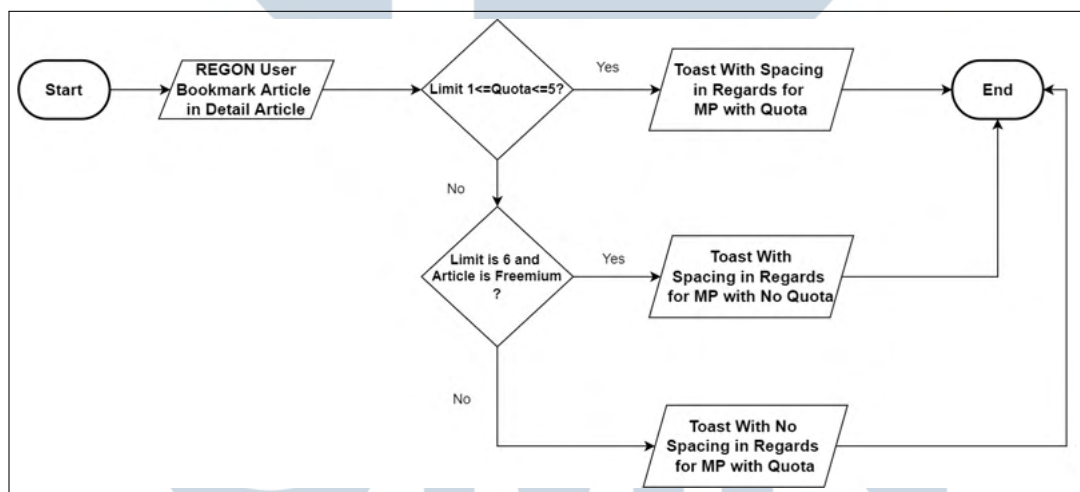 Start
REGON User
Bookmark Article
in Detail Article
Limit 1<=Quota<=5?
Yes
Toast With Spacing
in Regards for
MP with Quota
End
No
Limit is 6 and
Article is Freemium
?
Yes
Toast With
Spacing in Regards
for MP with No Quota
No
Toast With No
Spacing in Regards
for MP with Quota